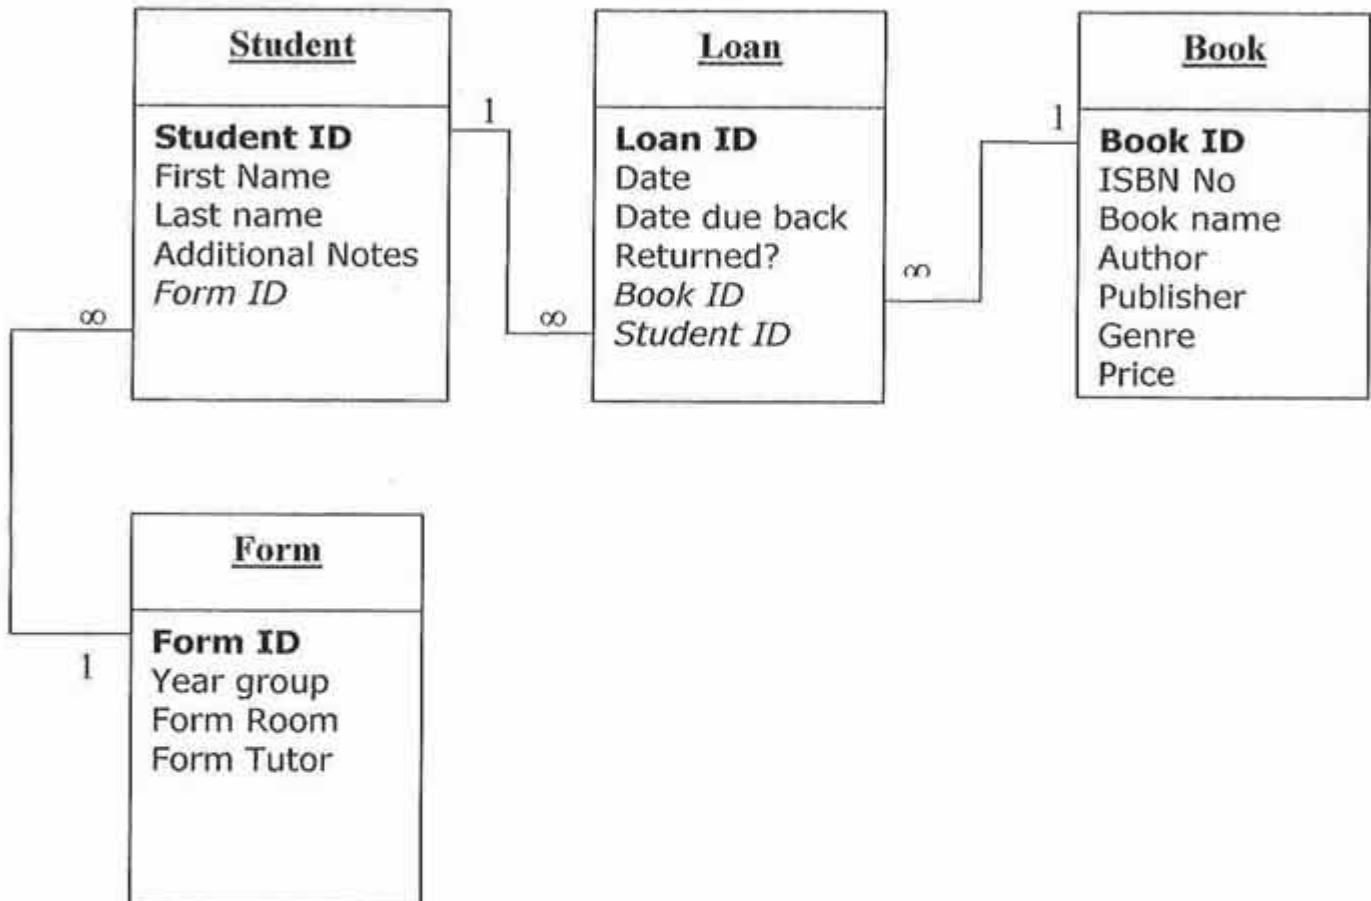 Student
Student ID
First Name
Last name
Additional Notes
Form ID
1
∞
∞
Loan
Loan ID
Date
Date due back
Returned?
Book ID
Student ID
∞
1
Book
Book ID
ISBN No
Book name
Author
Publisher
Genre
Price
Form
Form ID
Year group
Form Room
Form Tutor
1